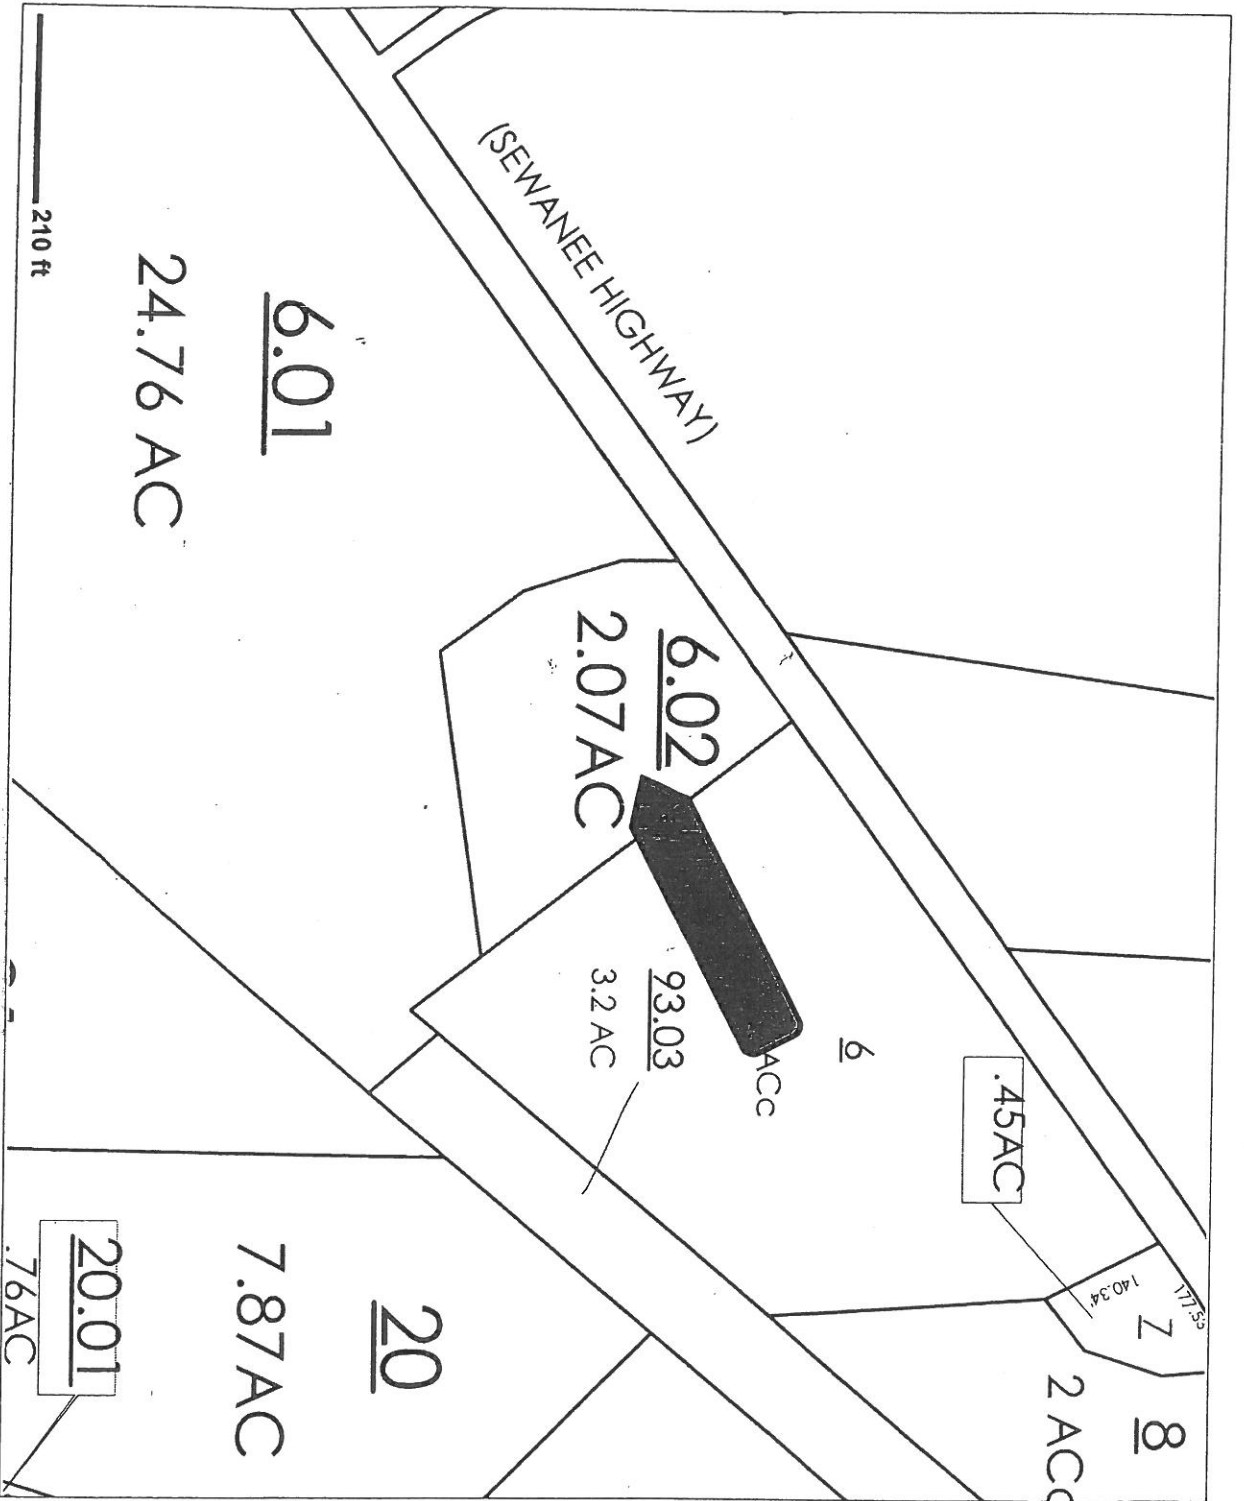 (SEWANEE HIGHWAY)
210 ft
6.01
24.76 AC
6.02
2.07AC
6
ACc
93.03
3.2 AC
.45AC
177.55
140.34'
7
8
2 ACc
20
7.87AC
20.01
.76AC